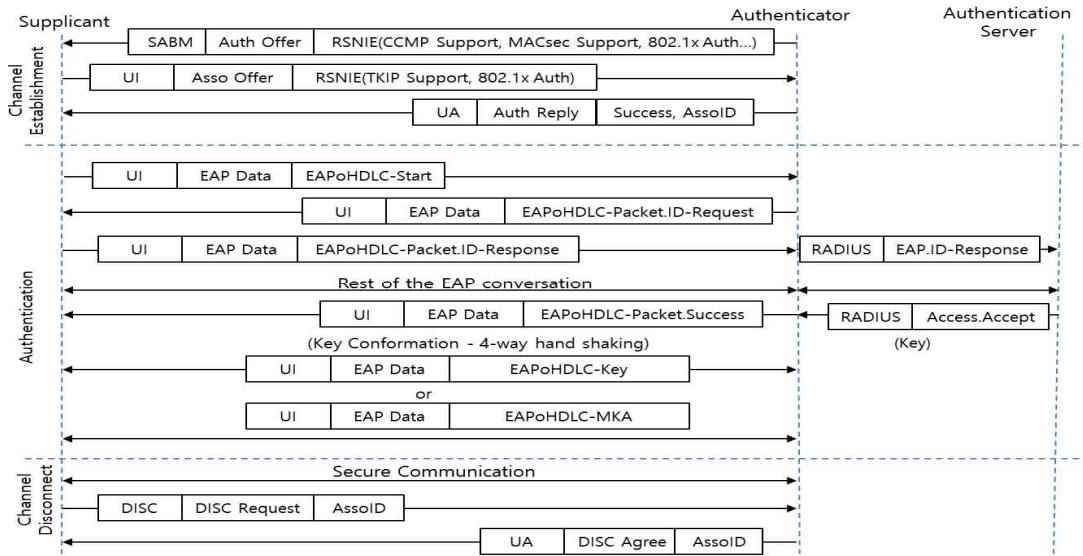 Supplicant
Authenticator
Authentication
Server
Channel
Establishment
SABM Auth Offer RSNIE(CCMP Support, MACsec Support, 802.1x Auth...)
UI Asso Offer RSNIE(TKIP Support, 802.1x Auth)
UA Auth Reply Success, AssoID
Authentication
UI EAP Data EAPoHDLC-Start
UI EAP Data EAPoHDLC-Packet.ID-Request
UI EAP Data EAPoHDLC-Packet.ID-Response RADIUS EAP.ID-Response
Rest of the EAP conversation
UI EAP Data EAPoHDLC-Packet.Success RADIUS Access.Accept
(Key Conformation - 4-way hand shaking) (Key)
UI EAP Data EAPoHDLC-Key
or
UI EAP Data EAPoHDLC-MKA
Channel
Disconnect
Secure Communication
DISC DISC Request AssoID
UA DISC Agree AssoID